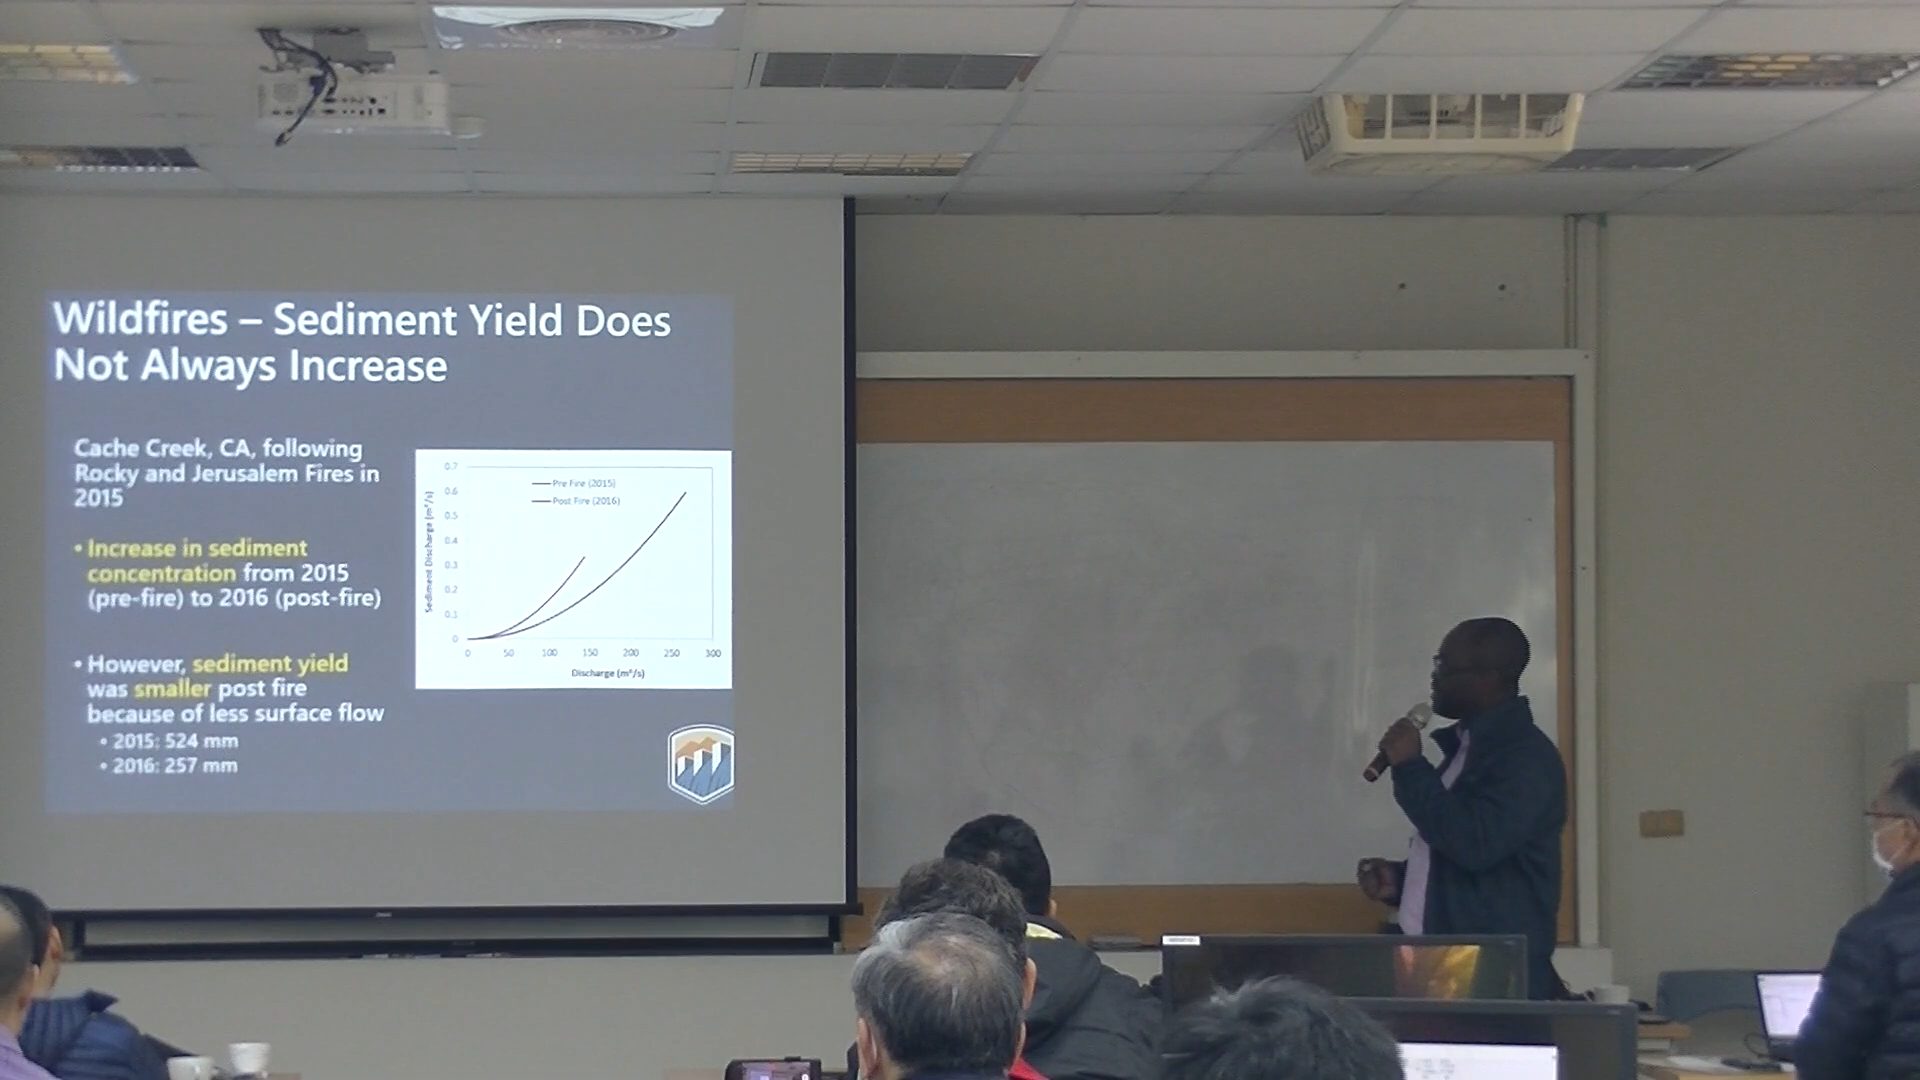 Wildfires – Sediment Yield Does
Not Always Increase
Cache Creek, CA, following
Rocky and Jerusalem Fires in
2015
• Increase in sediment
concentration from 2015
(pre-fire) to 2016 (post-fire)
• However, sediment yield
was smaller post fire
because of less surface flow
• 2015: 524 mm
• 2016: 257 mm
Sediment Discharge (m³/s)
0.7
0.6
0.5
0.4
0.3
0.2
0.1
0
Pre Fire (2015)
Post Fire (2016)
0 50 100 150 200 250 300
Discharge (m³/s)